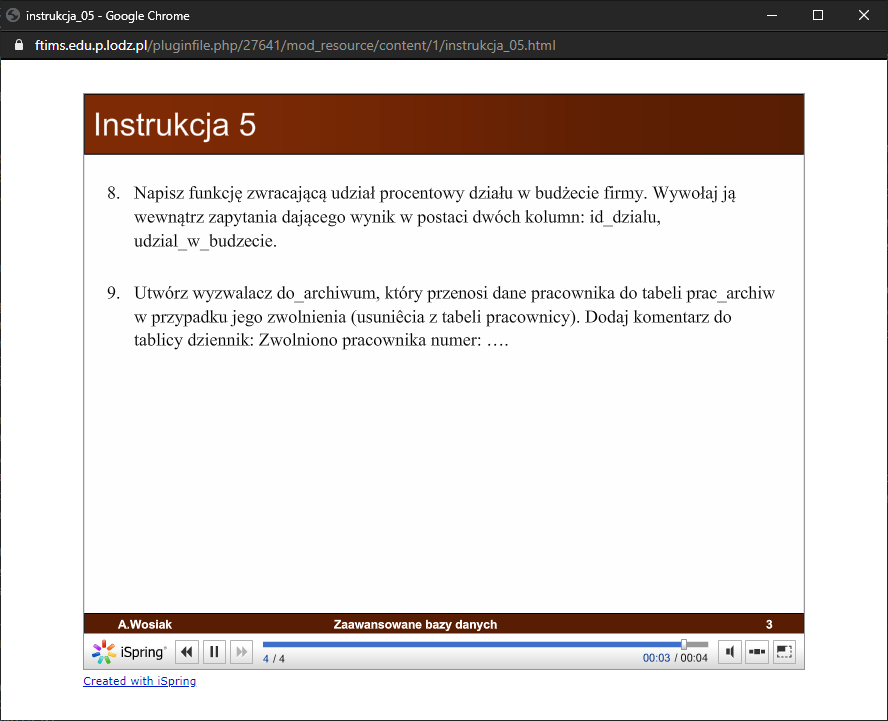 instrukcja_05 - Google Chrome
ftims.edu.p.lodz.pl/pluginfile.php/27641/mod_resource/content/1/instrukcja_05.html
Instrukcja 5
8. Napisz funkcję zwracającą udział procentowy działu w budżecie firmy. Wywołaj ją
wewnątrz zapytania dającego wynik w postaci dwóch kolumn: id_dzialu,
udzial_w_budzecie.
9. Utwórz wyzwalacz do_archiwum, który przenosi dane pracownika do tabeli prac_archiw
w przypadku jego zwolnienia (usuniêcia z tabeli pracownicy). Dodaj komentarz do
tablicy dziennik: Zwolniono pracownika numer: ….
A.Wosiak Zaawansowane bazy danych 3
iSpring
4 / 4 00:03 / 00:04
Created with iSpring